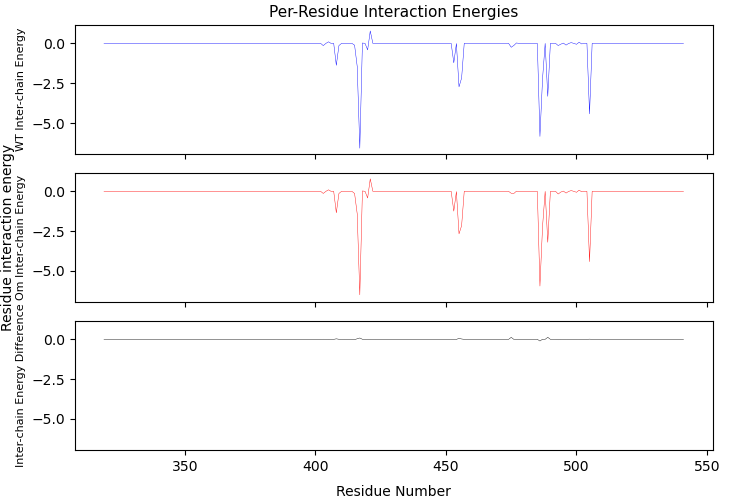 Per-Residue Interaction Energies
Residue interaction energy
WT Inter-chain Energy
0.0
−2.5
−5.0
Om Inter-chain Energy
0.0
−2.5
−5.0
Inter-chain Energy Difference
0.0
−2.5
−5.0
350
400
450
500
550
Residue Number